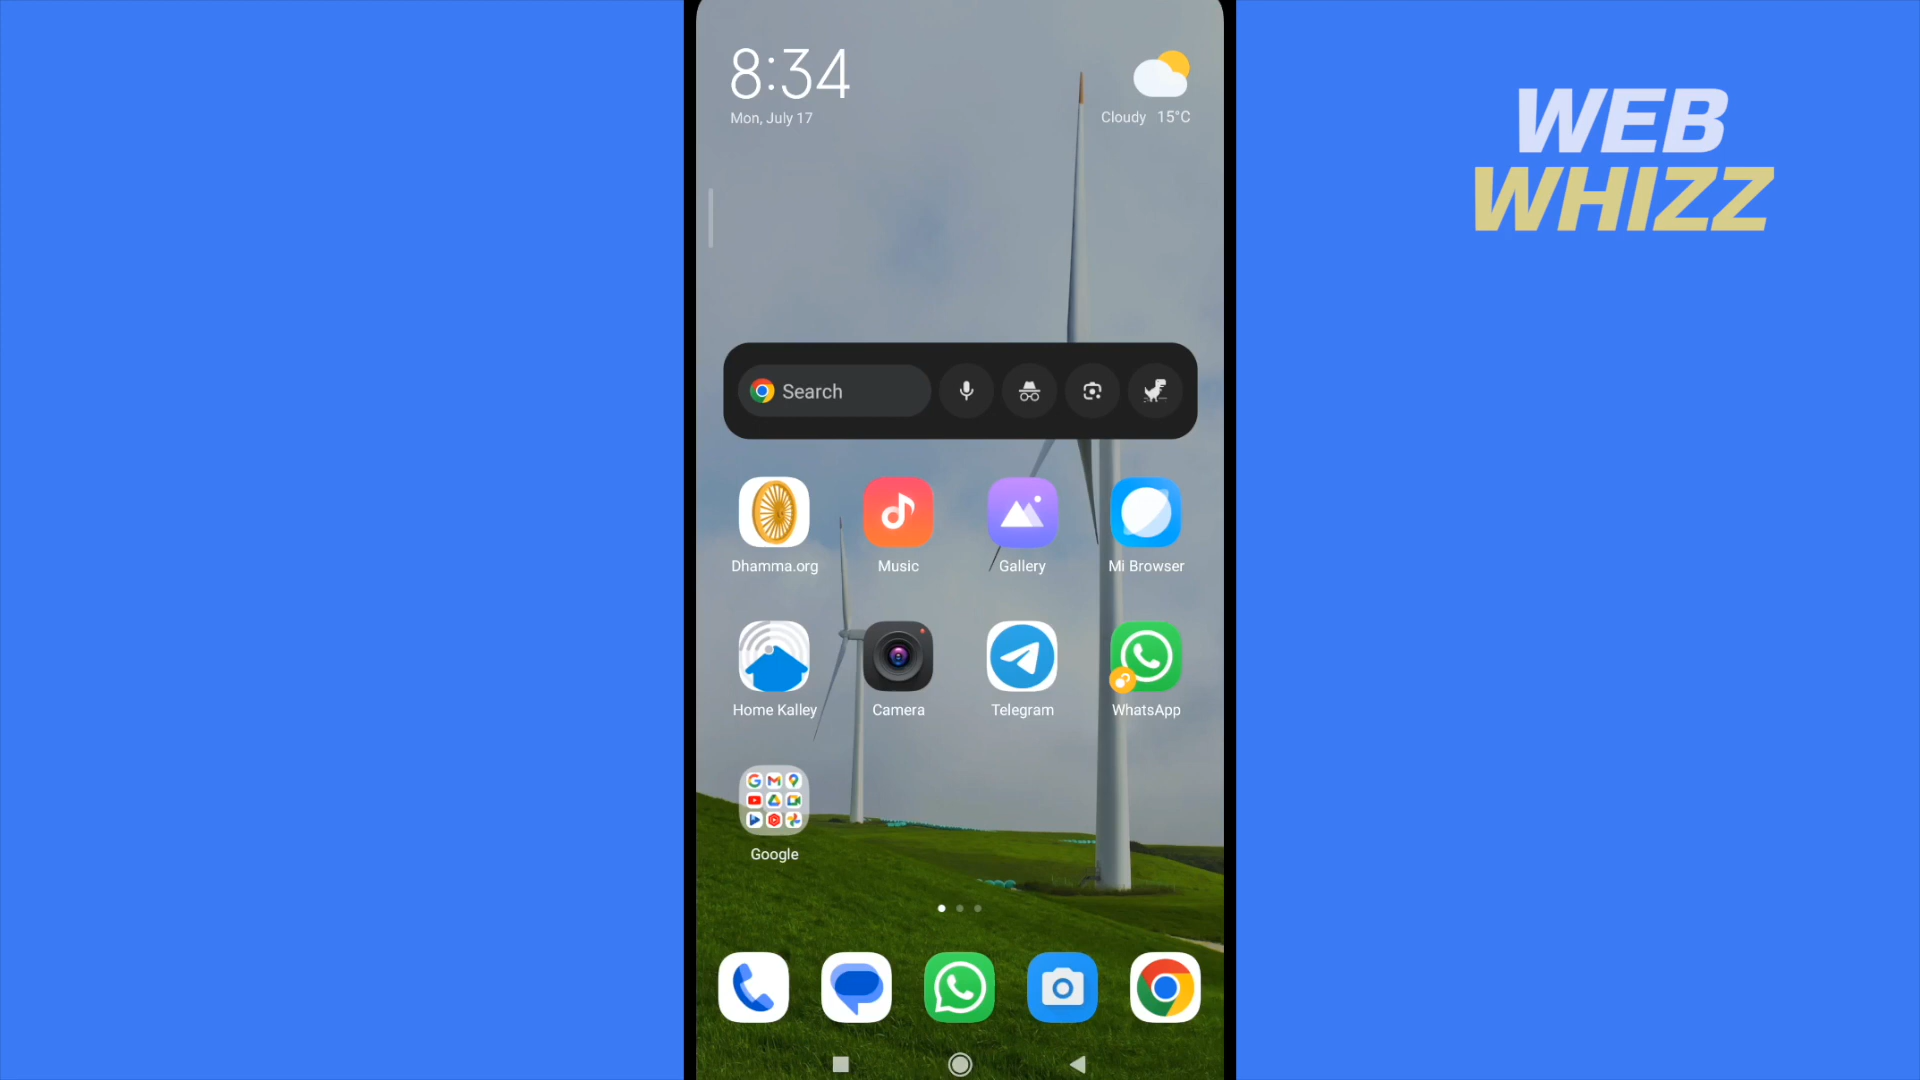 8:34
Mon, July 17
Cloudy 15°C
WEB
WHIZZ
Search
Dhamma.org
Music
Gallery
Mi Browser
Home Kalley
Camera
Telegram
WhatsApp
Google